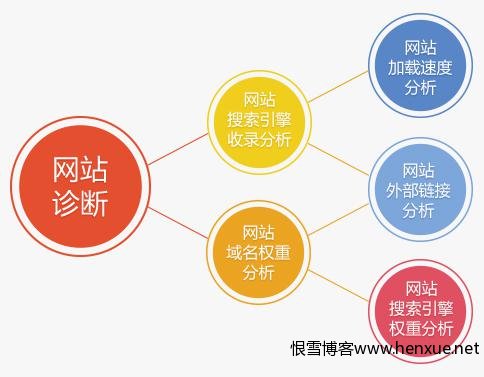 网站
诊断
网站
搜索引擎
收录分析
网站
域名权重
分析
网站
加载速度
分析
网站
外部链接
分析
网站
搜索引擎
权重分析
恨雪博客www.henxue.net